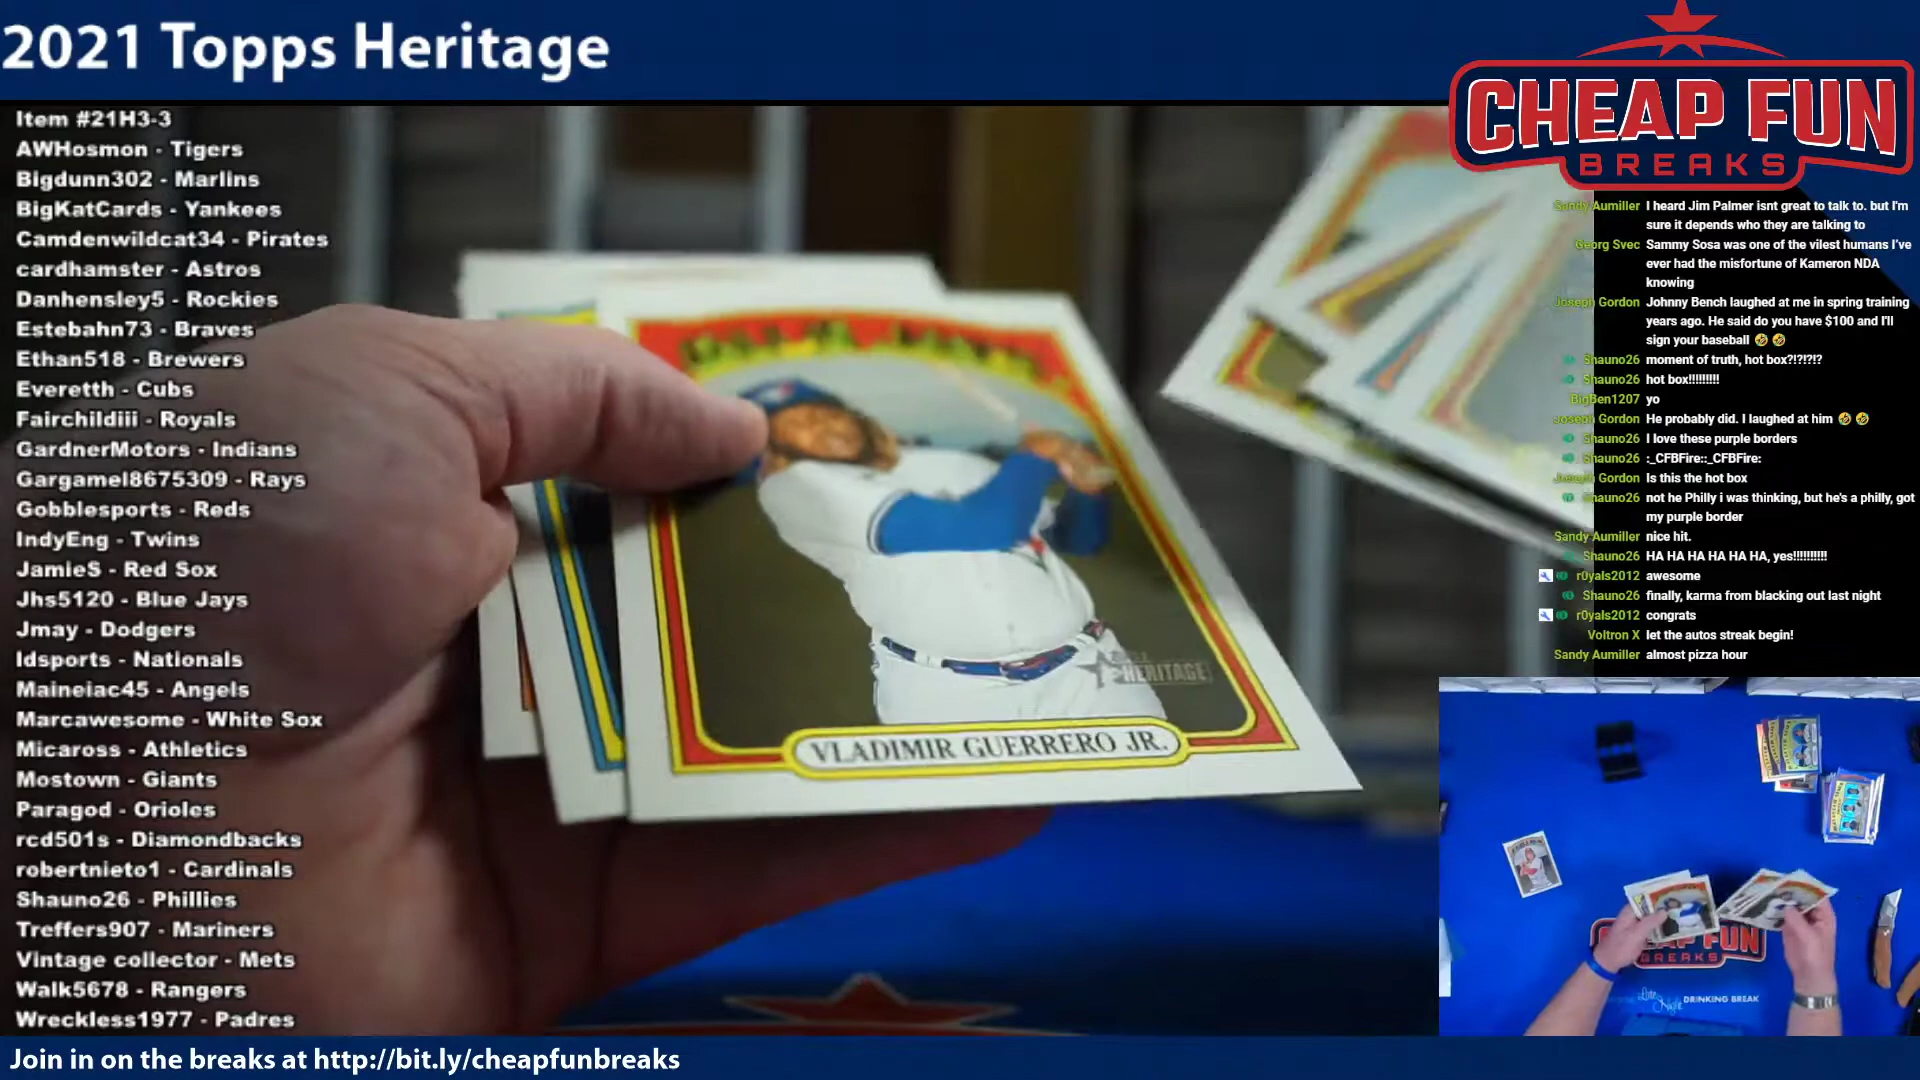 2021 Topps Heritage
CHEAP FUN
BREAKS
Item #21H3-3
AWHosmon - Tigers
Bigdunn302 - Marlins
BigKatCards - Yankees
Camdenwildcat34 - Pirates
cardhamster - Astros
Danhensley5 - Rockies
Estebahn73 - Braves
Ethan518 - Brewers
Everetth - Cubs
Fairchildiii - Royals
GardnerMotors - Indians
Gargamel8675309 - Rays
Gobblesports - Reds
IndyEng - Twins
JamieS - Red Sox
Jhs5120 - Blue Jays
Jmay - Dodgers
ldsports - Nationals
Maineiac45 - Angels
Marcawesome - White Sox
Micaross - Athletics
Mostown - Giants
Paragod - Orioles
rcd501s - Diamondbacks
robertnieto1 - Cardinals
Shauno26 - Phillies
Treffers907 - Mariners
Vintage collector - Mets
Walk5678 - Rangers
Wreckless1977 - Padres
HERITAGE
VLADIMIR GUERRERO JR.
Sandy Aumiller I heard Jim Palmer isnt great to talk to. but I'm
sure it depends who they are talking to
Georg Svec Sammy Sosa was one of the vilest humans I've
ever had the misfortune of Kameron NDA
knowing
Joseph Gordon Johnny Bench laughed at me in spring training
years ago. He said do you have $100 and I'll
sign your baseball 🤣 🤣
Shauno26 moment of truth, hot box?!?!?!?
Shauno26 hot box!!!!!!!!!
BigBen1207 yo
Joseph Gordon He probably did. I laughed at him 🤣 🤣
Shauno26 I love these purple borders
Shauno26 :_CFBFire::_CFBFire:
Joseph Gordon Is this the hot box
Shauno26 not he Philly i was thinking, but he's a philly, got
my purple border
Sandy Aumiller nice hit.
Shauno26 HA HA HA HA HA HA, yes!!!!!!!!!!
r0yals2012 awesome
Shauno26 finally, karma from blacking out last night
r0yals2012 congrats
Voltron X let the autos streak begin!
Sandy Aumiller almost pizza hour
CHEAP FUN
BREAKS
Late Night DRINKING BREAK
Join in on the breaks at http://bit.ly/cheapfunbreaks